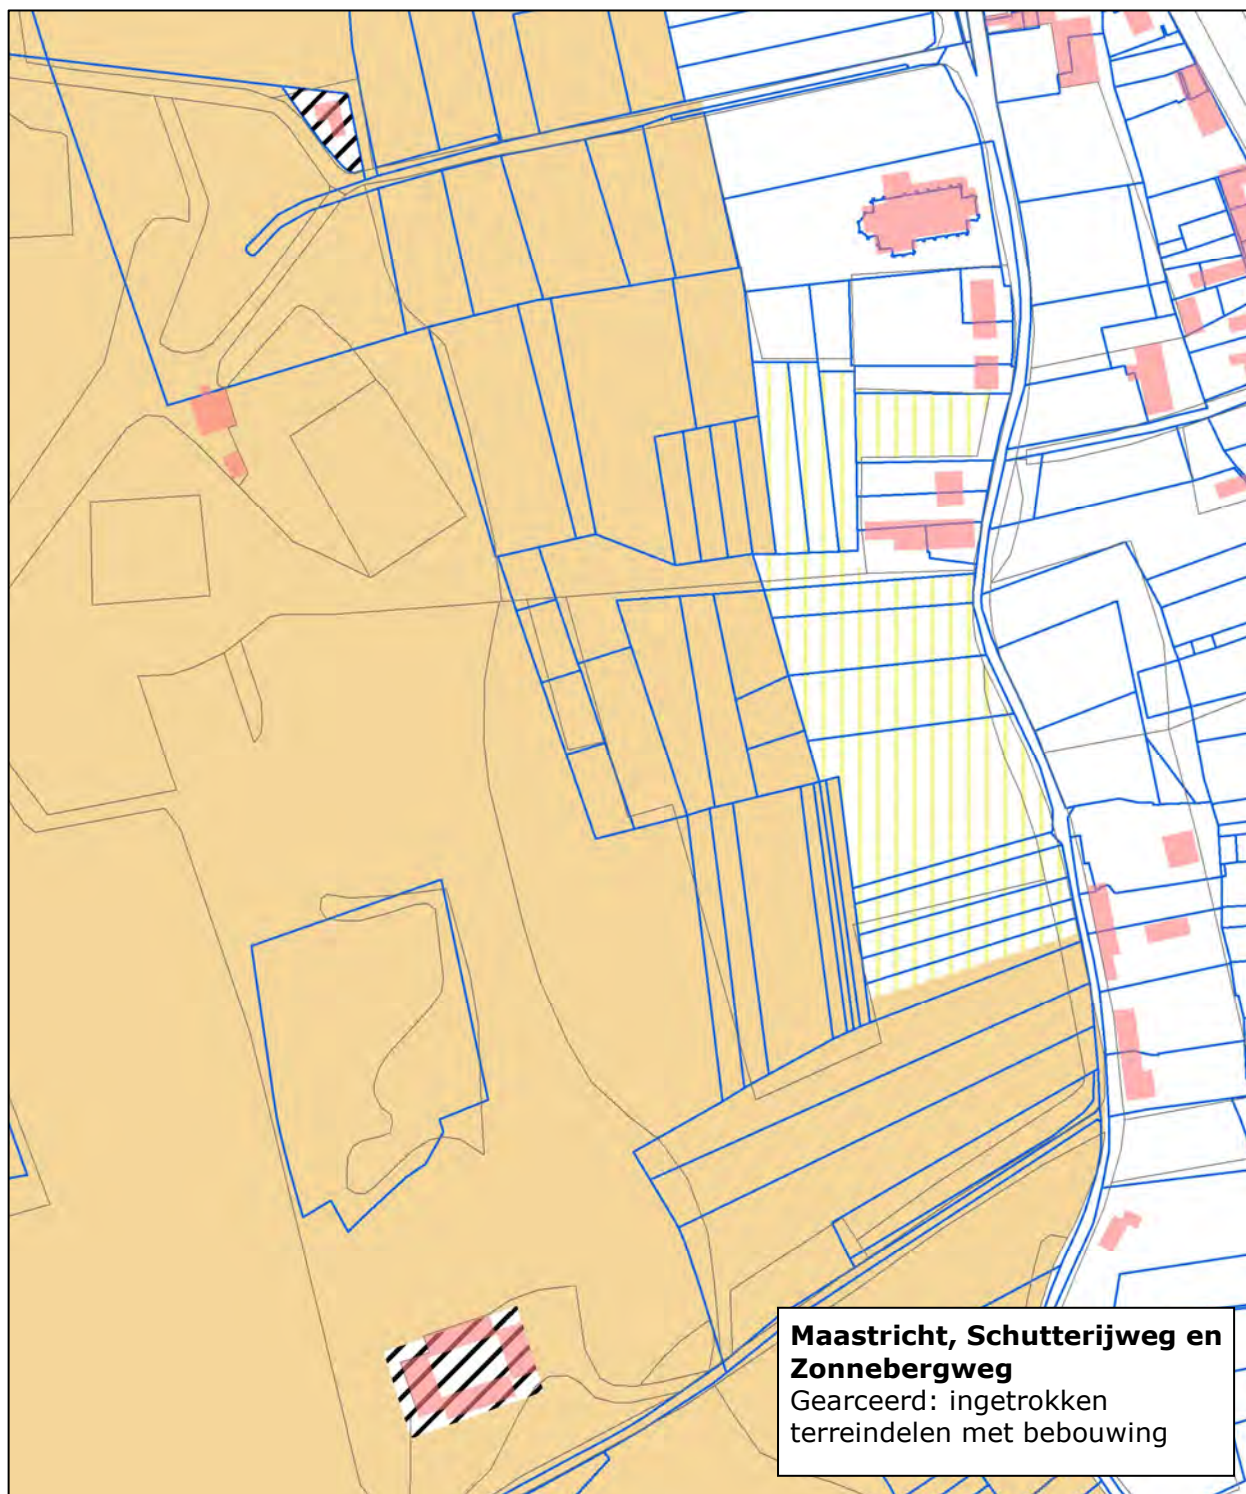 Maastricht, Schutterijweg en
Zonnebergweg
Gearceerd: ingetrokken
terreindelen met bebouwing